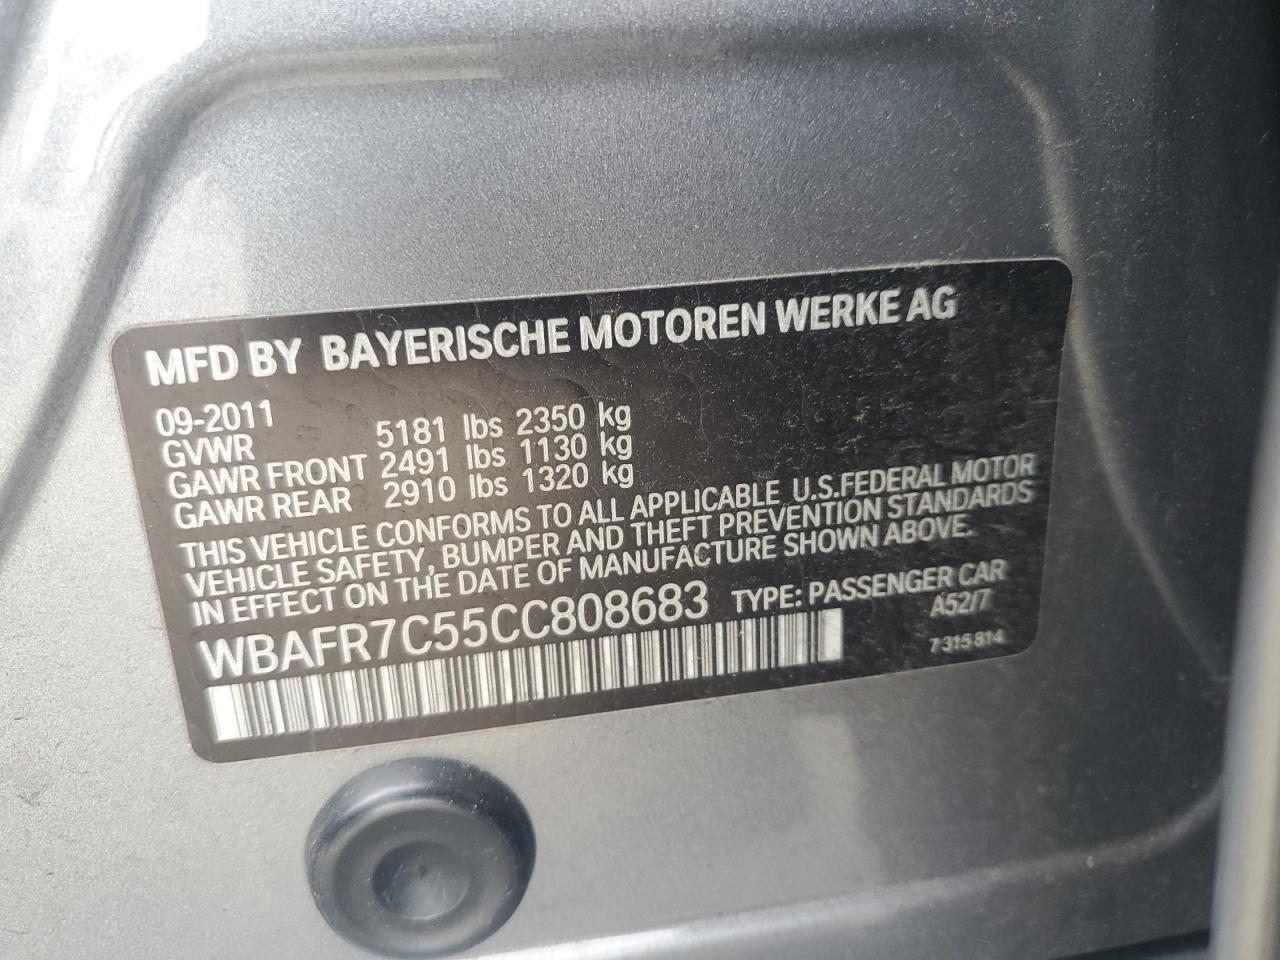 MFD BY BAYERISCHE MOTOREN WERKE AG
09-2011
GVWR 5181 lbs 2350 kg
GAWR FRONT 2491 lbs 1130 kg
GAWR REAR 2910 lbs 1320 kg
THIS VEHICLE CONFORMS TO ALL APPLICABLE U.S.FEDERAL MOTOR
VEHICLE SAFETY, BUMPER AND THEFT PREVENTION STANDARDS
IN EFFECT ON THE DATE OF MANUFACTURE SHOWN ABOVE.
WBAFR7C55CC808683 TYPE: PASSENGER CAR
A52/7
7 315 814